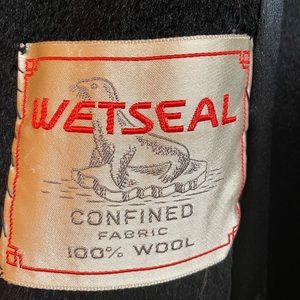 WETSEAL
CONFINED
FABRIC
100% WOOL